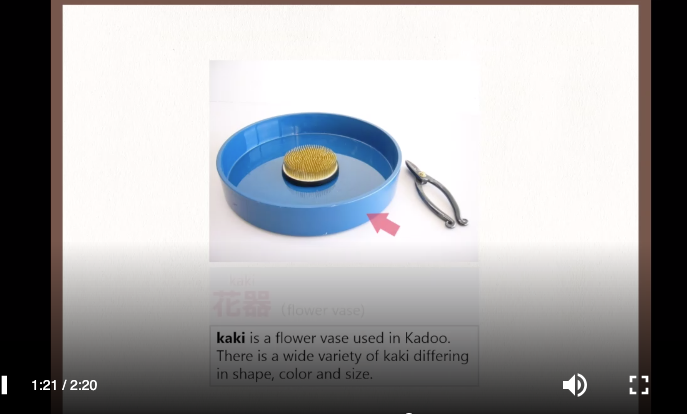 kaki
花器 (flower vase)
kaki is a flower vase used in Kadoo.
There is a wide variety of kaki differing
in shape, color and size.
1:21 / 2:20